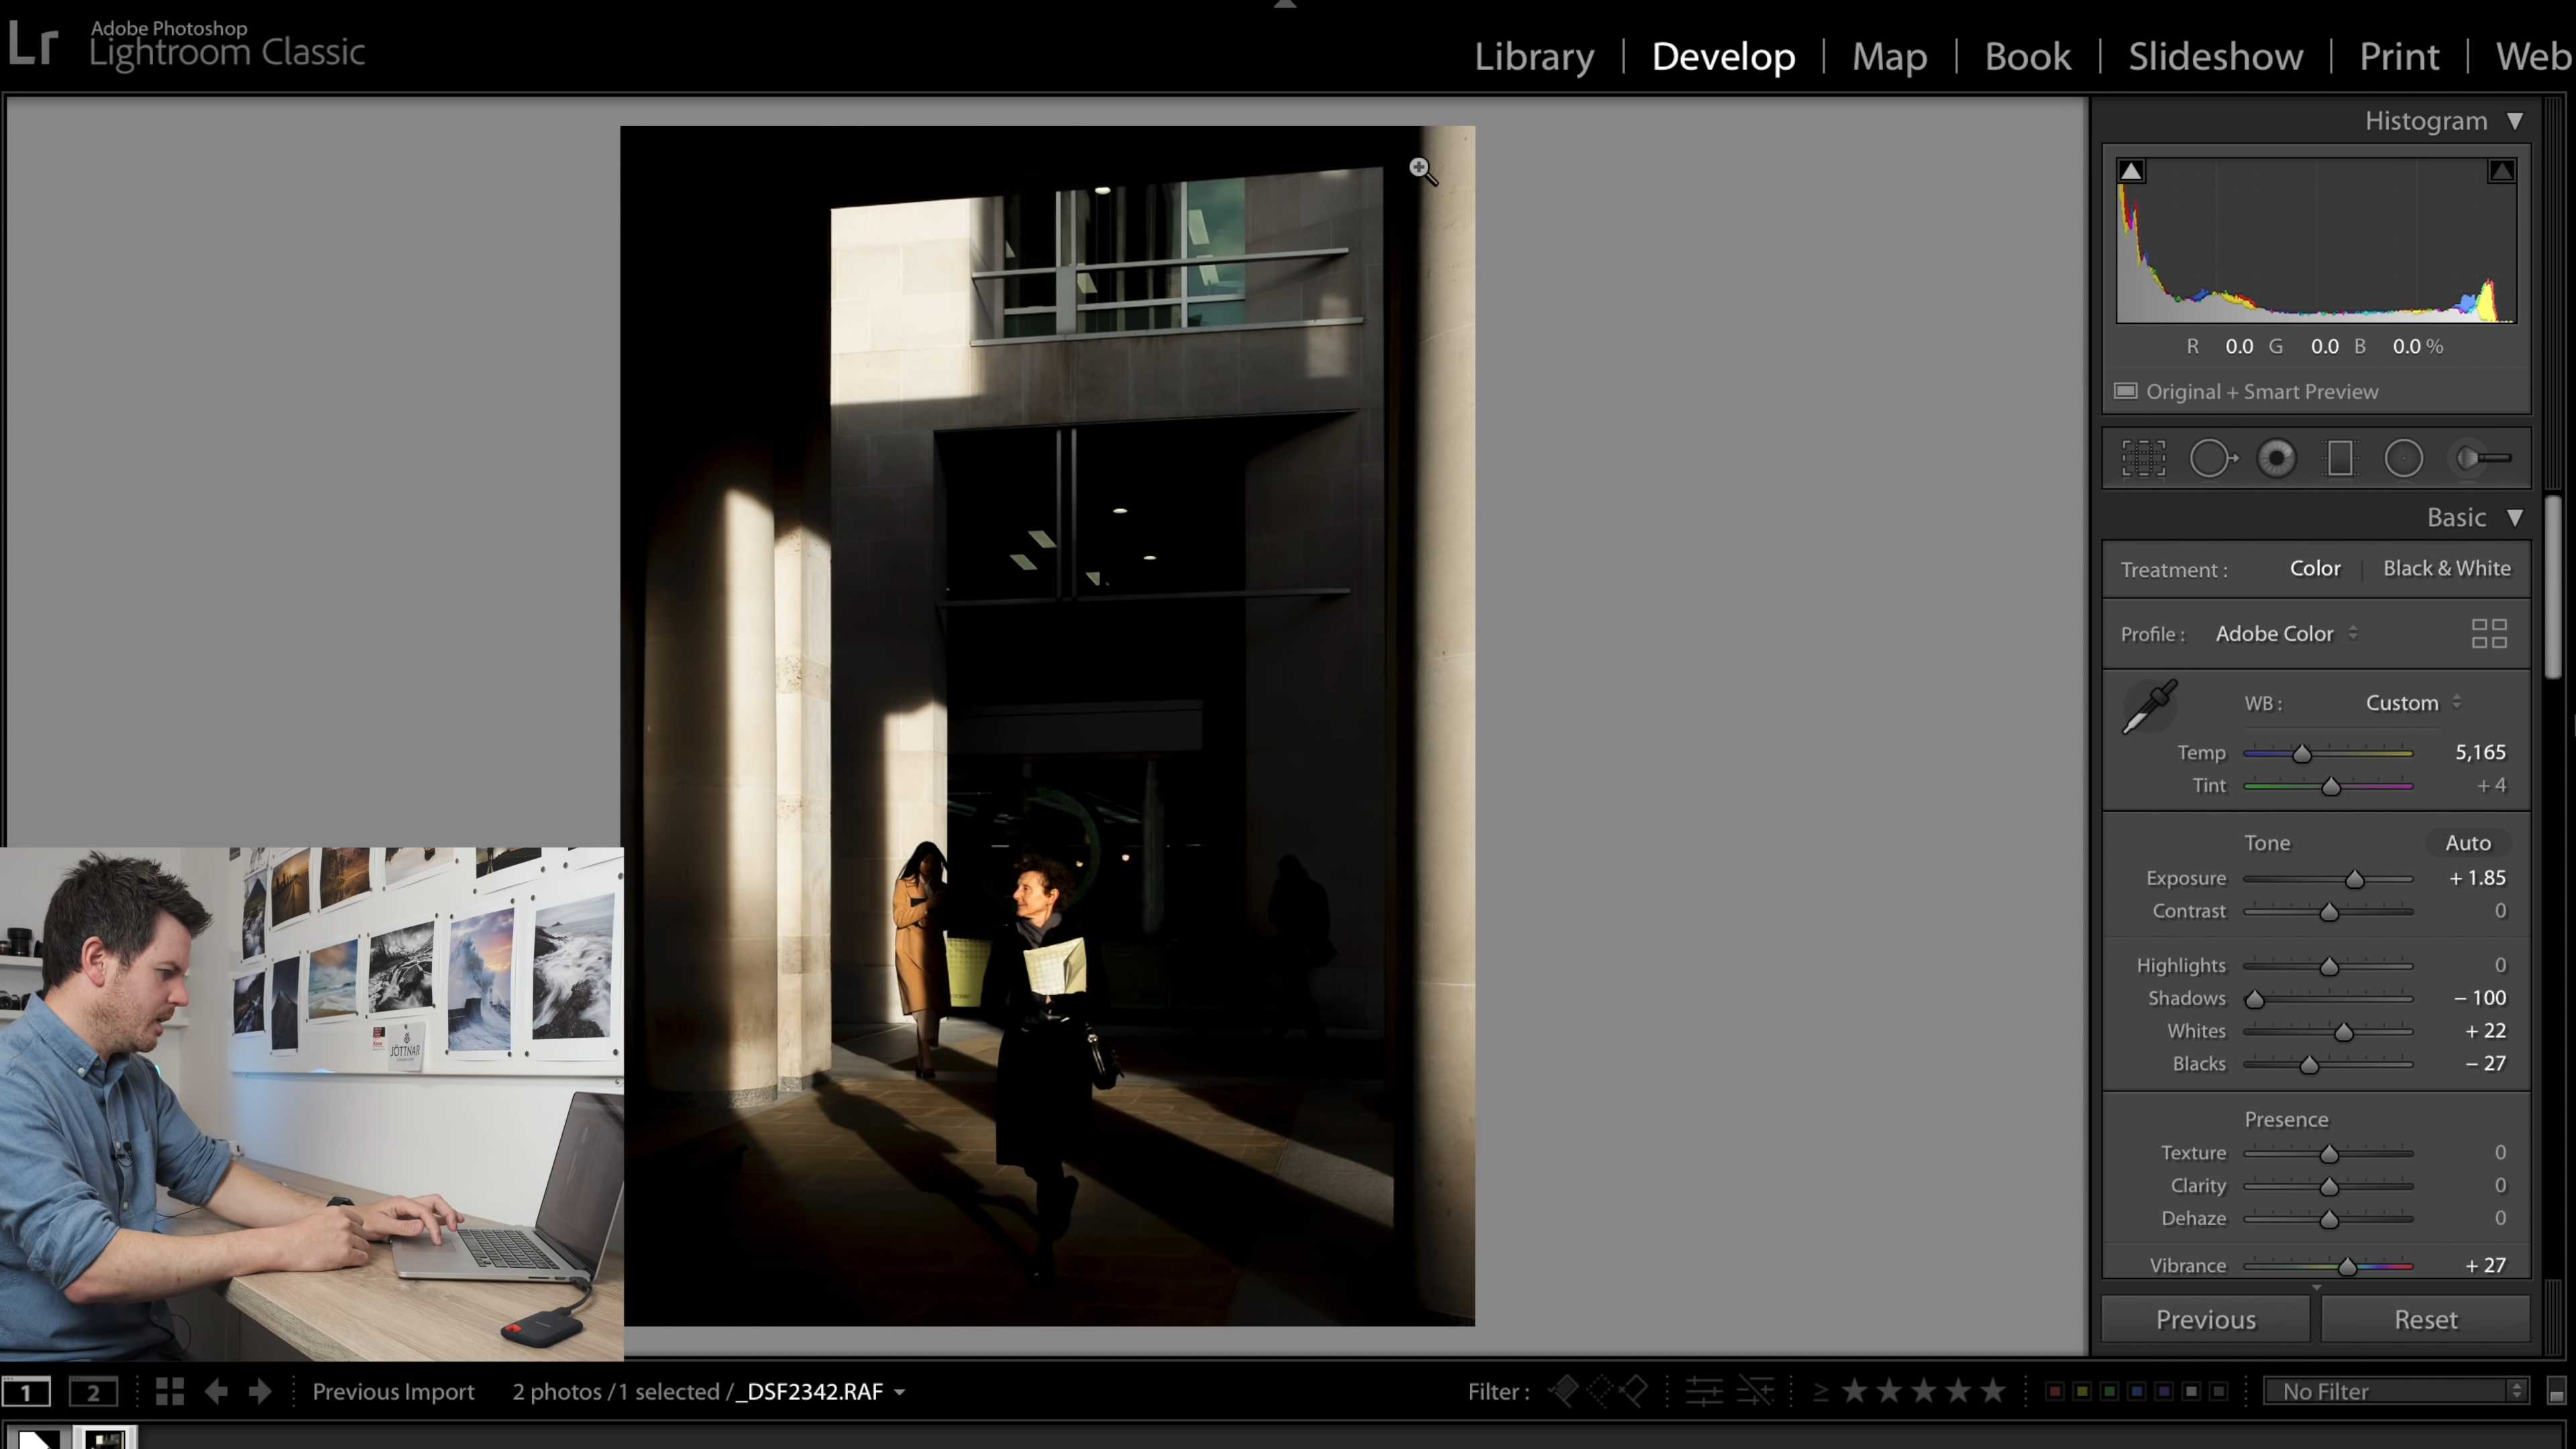 Lr
Adobe Photoshop
Lightroom Classic
Library | Develop | Map | Book | Slideshow | Print | Web
Histogram
R 0.0 G 0.0 B 0.0 %
Original + Smart Preview
Basic
Treatment : Color | Black & White
Profile : Adobe Color
WB : Custom
Temp 5,165
Tint + 4
Tone Auto
Exposure + 1.85
Contrast 0
Highlights 0
Shadows – 100
Whites + 22
Blacks – 27
Presence
Texture 0
Clarity 0
Dehaze 0
Vibrance + 27
Previous Reset
JÖTTNAR
1 2 Previous Import 2 photos / 1 selected / _DSF2342.RAF Filter : ≥ ★★★★★ No Filter